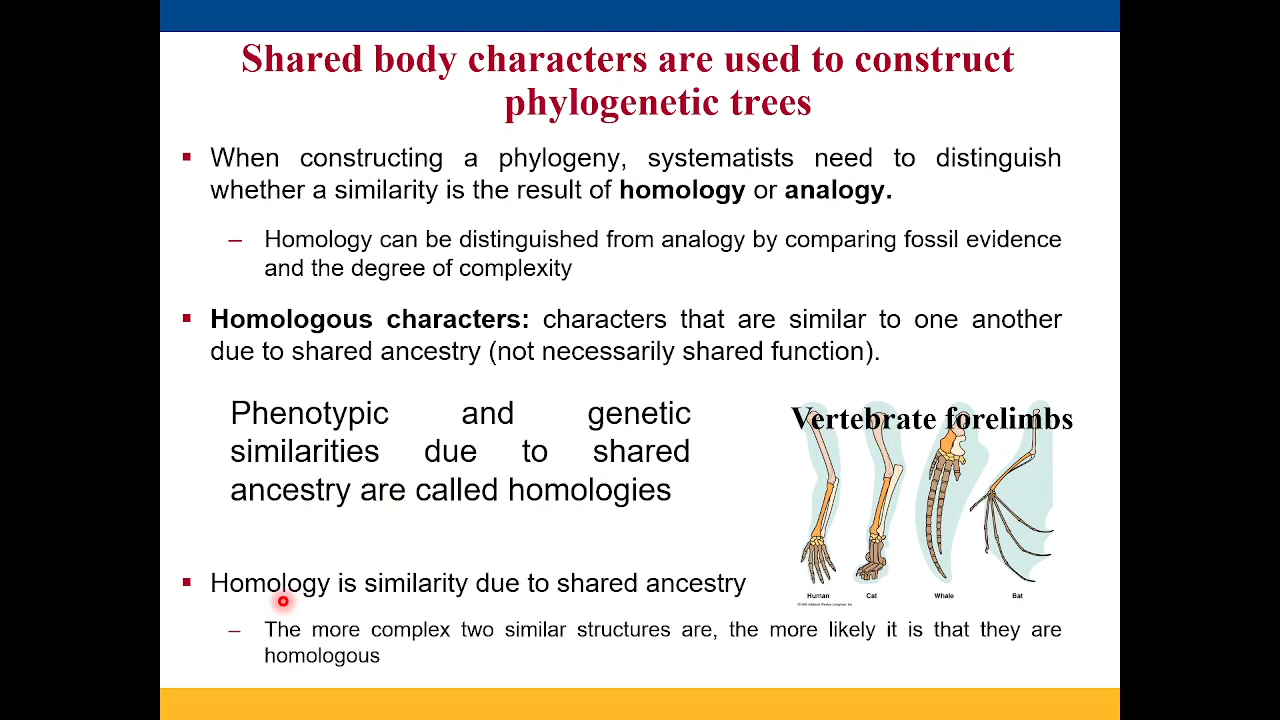 Shared body characters are used to construct
phylogenetic trees
▪ When constructing a phylogeny, systematists need to distinguish
whether a similarity is the result of homology or analogy.
– Homology can be distinguished from analogy by comparing fossil evidence
and the degree of complexity
▪ Homologous characters: characters that are similar to one another
due to shared ancestry (not necessarily shared function).
Phenotypic and genetic
similarities due to shared
ancestry are called homologies
Vertebrate forelimbs
Human Cat Whale Bat
▪ Homology is similarity due to shared ancestry
– The more complex two similar structures are, the more likely it is that they are
homologous